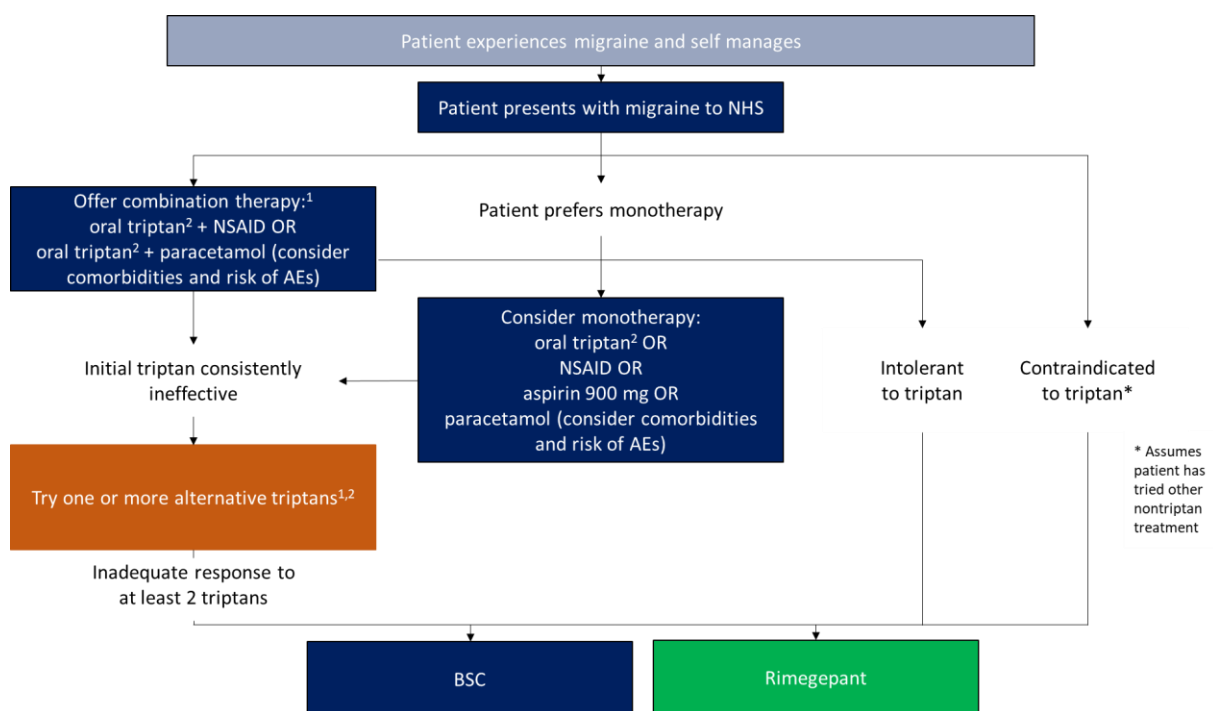 Patient experiences migraine and self manages
Patient presents with migraine to NHS
Offer combination therapy:1
oral triptan2 + NSAID OR
oral triptan2 + paracetamol (consider
comorbidities and risk of AEs)
Patient prefers monotherapy
Consider monotherapy:
oral triptan2 OR
NSAID OR
aspirin 900 mg OR
paracetamol (consider comorbidities
and risk of AEs)
Initial triptan consistently
ineffective
Intolerant
to triptan
Contraindicated
to triptan*
* Assumes
patient has
tried other
nontriptan
treatment
Try one or more alternative triptans1,2
Inadequate response to
at least 2 triptans
BSC
Rimegepant